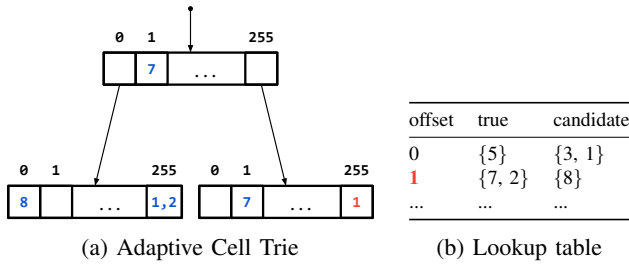 0 1 255
7 ...
0 1 255 0 1 255
8 ... 1,2 7 ... 1
(a) Adaptive Cell Trie
offset true candidate
0 {5} {3, 1}
1 {7, 2} {8}
... ... ...
(b) Lookup table